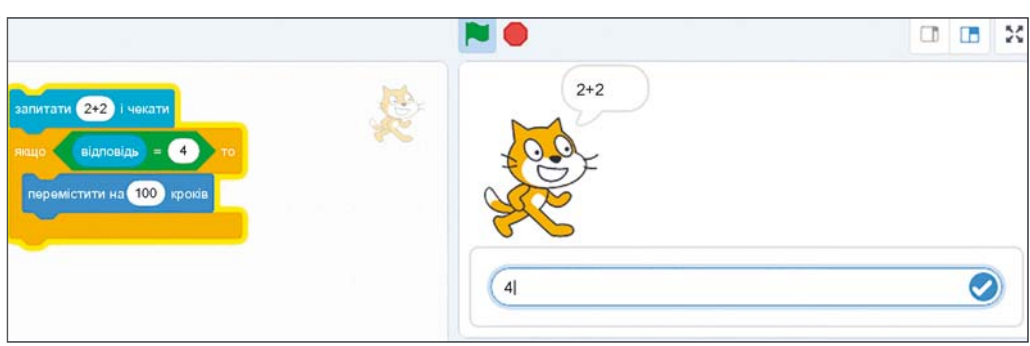 запитати 2+2 і чекати
якщо відповідь = 4 то
перемістити на 100 кроків
2+2
4